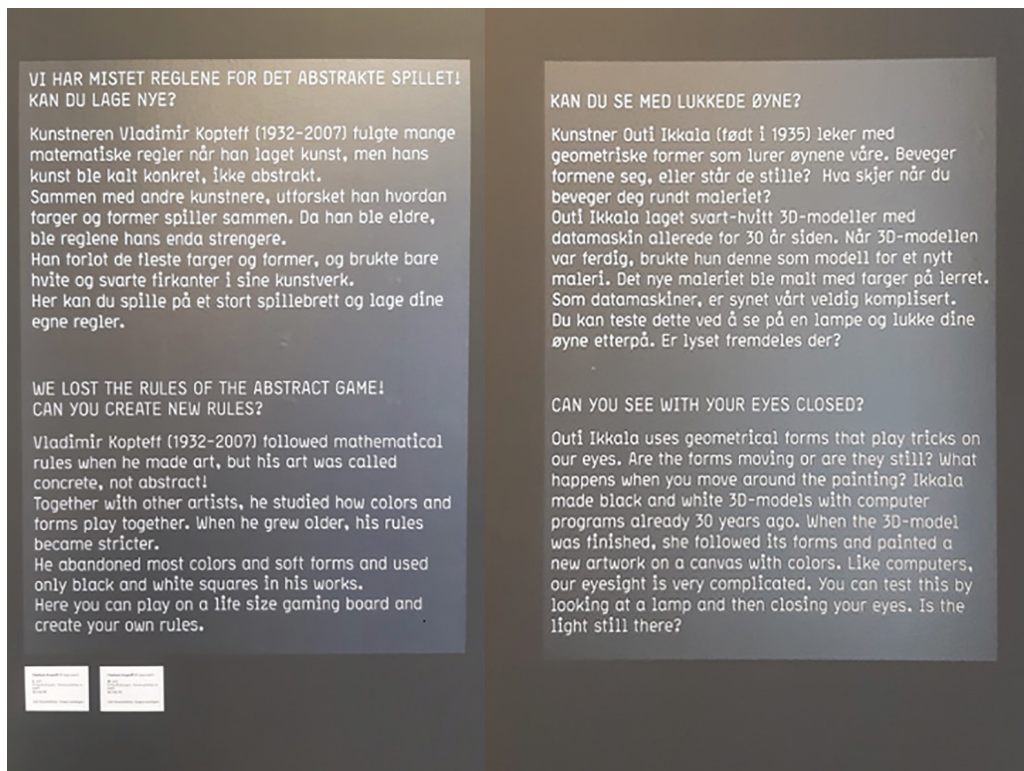 VI HAR MISTET REGLENE FOR DET ABSTRAKTE SPILLET!
KAN DU LAGE NYE?
Kunstneren Vladimir Kopteff (1932-2007) fulgte mange
matematiske regler når han laget kunst, men hans
kunst ble kalt konkret, ikke abstrakt.
Sammen med andre kunstnere, utforsket han hvordan
farger og former spiller sammen. Da han ble eldre,
ble reglene hans enda strengere.
Han forlot de fleste farger og former, og brukte bare
hvite og svarte firkanter i sine kunstverk.
Her kan du spille på et stort spillebrett og lage dine
egne regler.
WE LOST THE RULES OF THE ABSTRACT GAME!
CAN YOU CREATE NEW RULES?
Vladimir Kopteff (1932-2007) followed mathematical
rules when he made art, but his art was called
concrete, not abstract!
Together with other artists, he studied how colors and
forms play together. When he grew older, his rules
became stricter.
He abandoned most colors and soft forms and used
only black and white squares in his works.
Here you can play on a life size gaming board and
create your own rules.
KAN DU SE MED LUKKEDE ØYNE?
Kunstner Outi Ikkala (født i 1935) leker med
geometriske former som lurer øynene våre. Beveger
formene seg, eller står de stille? Hva skjer når du
beveger deg rundt maleriet?
Outi Ikkala laget svart-hvitt 3D-modeller med
datamaskin allerede for 30 år siden. Når 3D-modellen
var ferdig, brukte hun denne som modell for et nytt
maleri. Det nye maleriet ble malt med farger på lerret.
Som datamaskiner, er synet vårt veldig komplisert.
Du kan teste dette ved å se på en lampe og lukke dine
øyne etterpå. Er lyset fremdeles der?
CAN YOU SEE WITH YOUR EYES CLOSED?
Outi Ikkala uses geometrical forms that play tricks on
our eyes. Are the forms moving or are they still? What
happens when you move around the painting? Ikkala
made black and white 3D-models with computer
programs already 30 years ago. When the 3D-model
was finished, she followed its forms and painted a
new artwork on a canvas with colors. Like computers,
our eyesight is very complicated. You can test this by
looking at a lamp and then closing your eyes. Is the
light still there?